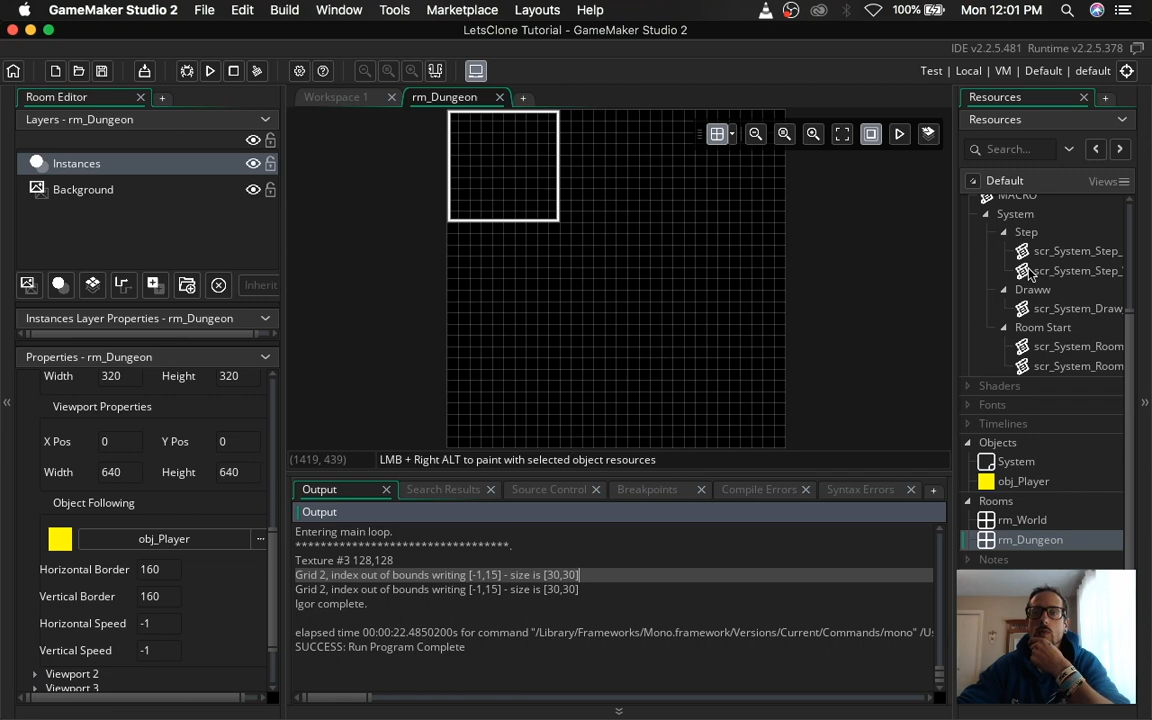 GameMaker Studio 2 File Edit Build Window Tools Marketplace Layouts Help 100% Mon 12:01 PM
LetsClone Tutorial - GameMaker Studio 2
IDE v2.2.5.481 Runtime v2.2.5.378
Test | Local | VM | Default | default
Room Editor
Workspace 1
rm_Dungeon
Resources
Layers - rm_Dungeon
Resources
Search...
Instances
Background
Default
Views
MACRO
System
Step
scr_System_Step_
scr_System_Step_
Draww
scr_System_Draw
Room Start
scr_System_Room
scr_System_Room
Shaders
Fonts
Timelines
Objects
System
obj_Player
Rooms
rm_World
rm_Dungeon
Notes
Inherit
Instances Layer Properties - rm_Dungeon
Properties - rm_Dungeon
Width 320 Height 320
Viewport Properties
X Pos 0 Y Pos 0
Width 640 Height 640
Object Following
obj_Player ...
Horizontal Border 160
Vertical Border 160
Horizontal Speed -1
Vertical Speed -1
Viewport 2
Viewport 3
(1419, 439) LMB + Right ALT to paint with selected object resources
Output Search Results Source Control Breakpoints Compile Errors Syntax Errors
Output
Entering main loop.
*************************************.
Texture #3 128,128
Grid 2, index out of bounds writing [-1,15] - size is [30,30]
Grid 2, index out of bounds writing [-1,15] - size is [30,30]
Igor complete.
elapsed time 00:00:22.4850200s for command "/Library/Frameworks/Mono.framework/Versions/Current/Commands/mono" /U
SUCCESS: Run Program Complete